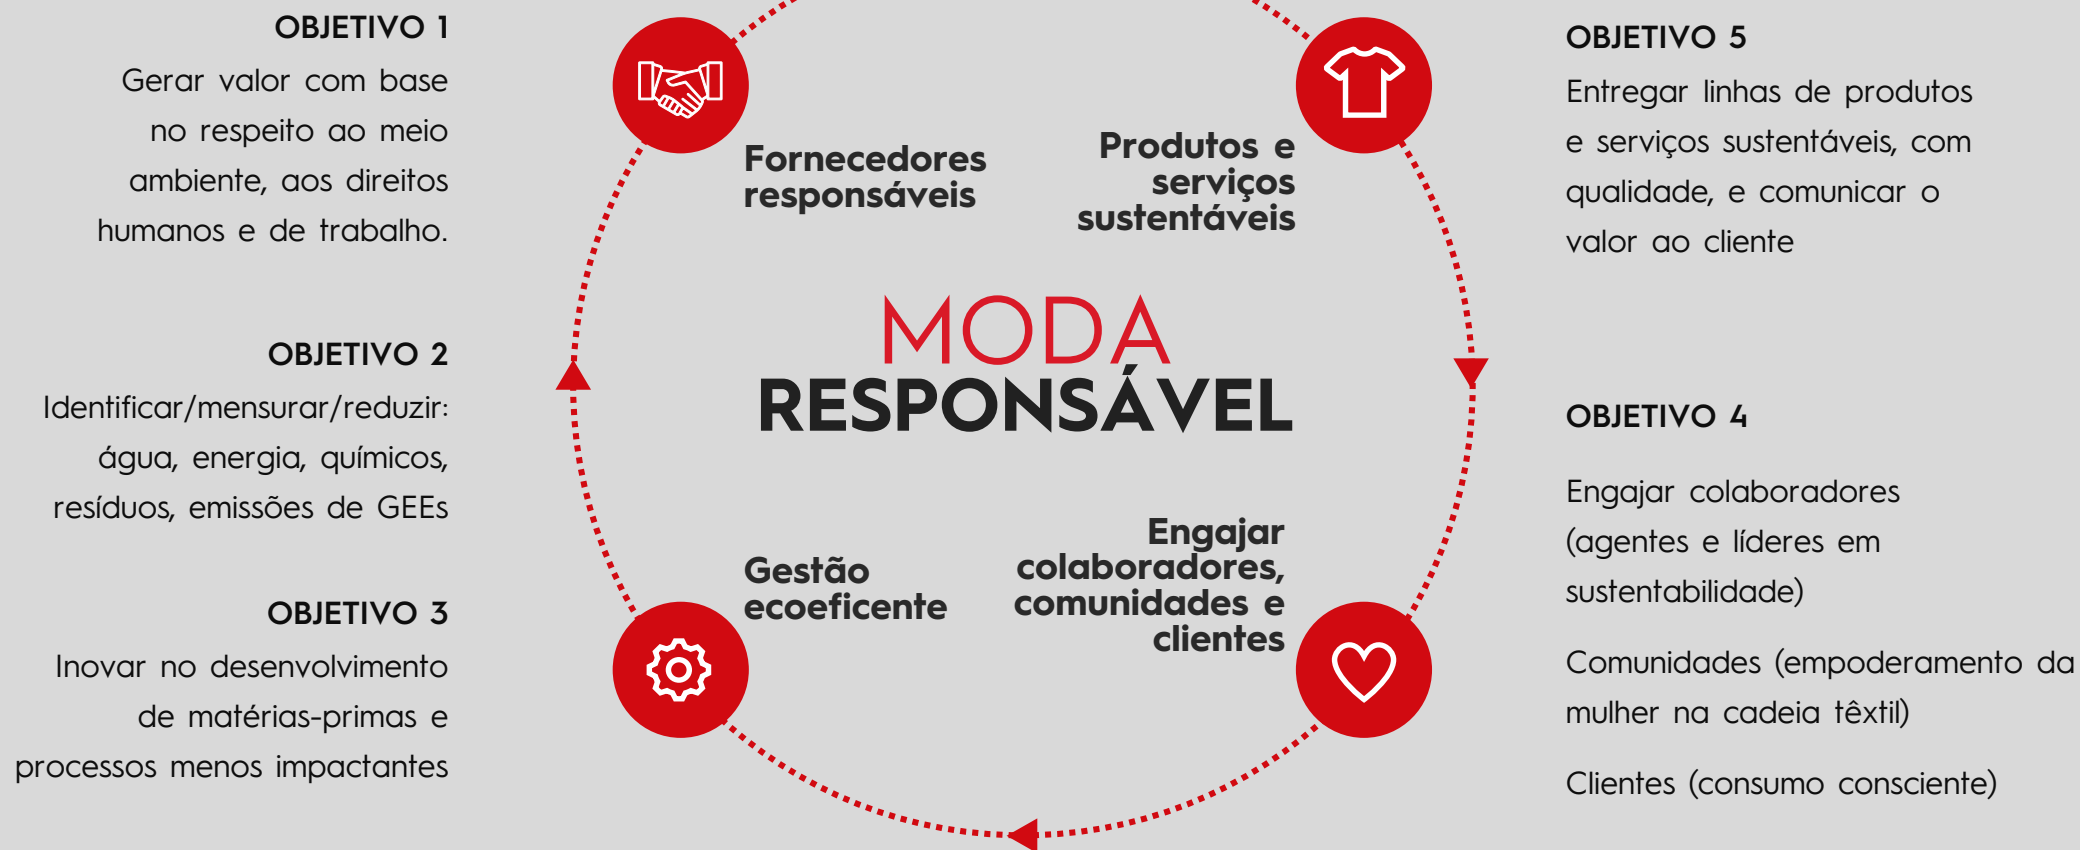 OBJETIVO 1
Gerar valor com base
no respeito ao meio
ambiente, aos direitos
humanos e de trabalho.
OBJETIVO 2
Identificar/mensurar/reduzir:
água, energia, químicos,
resíduos, emissões de GEEs
OBJETIVO 3
Inovar no desenvolvimento
de matérias-primas e
processos menos impactantes
Fornecedores
responsáveis
Produtos e
serviços
sustentáveis
MODA
RESPONSÁVEL
Gestão
ecoeficente
Engajar
colaboradores,
comunidades e
clientes
OBJETIVO 5
Entregar linhas de produtos
e serviços sustentáveis, com
qualidade, e comunicar o
valor ao cliente
OBJETIVO 4
Engajar colaboradores
(agentes e líderes em
sustentabilidade)
Comunidades (empoderamento da
mulher na cadeia têxtil)
Clientes (consumo consciente)